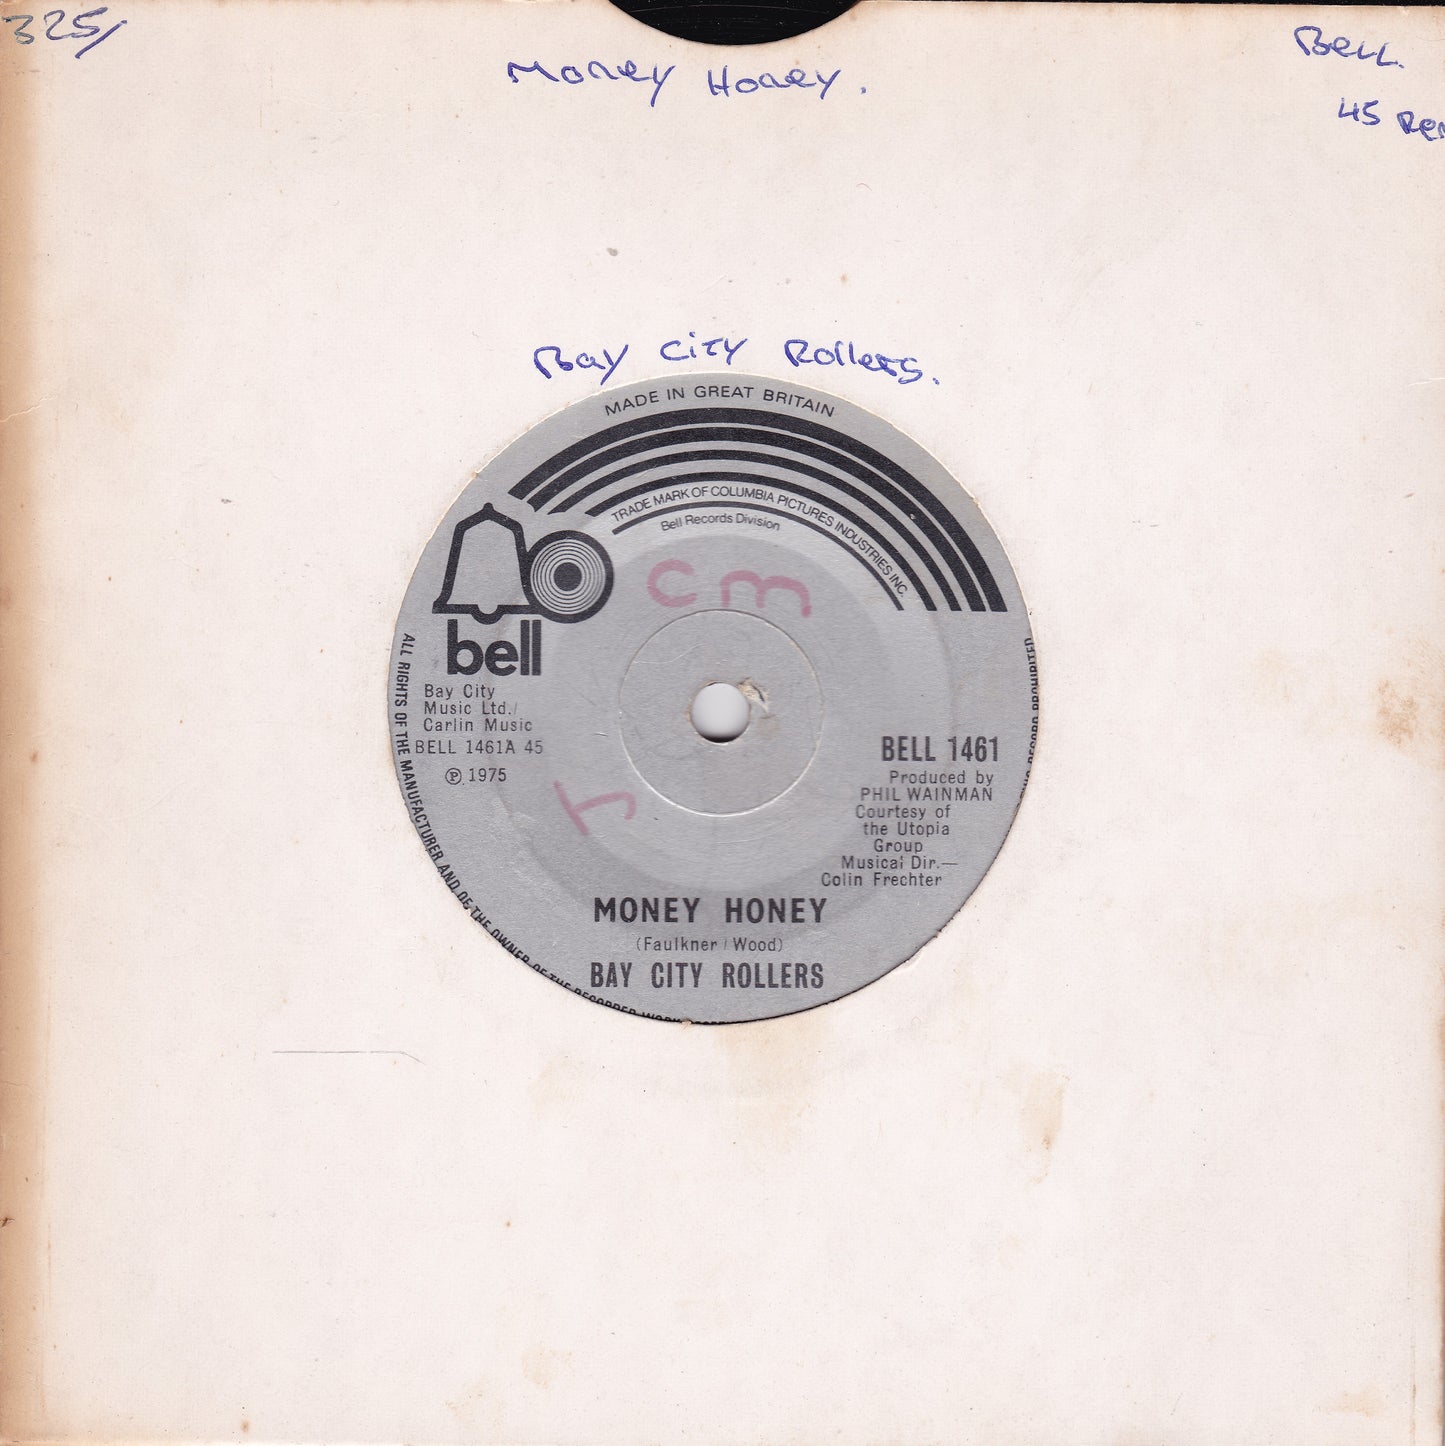 325/
Money Honey.
Bell.
45
Bay City Rollers.
MADE IN GREAT BRITAIN
TRADE MARK OF COLUMBIA PICTURES INDUSTRIES INC.
Bell Records Division
CM
J
bell
Bay City
Music Ltd./
Carlin Music
BELL 1461A 45
Ⓟ 1975
BELL 1461
Produced by
PHIL WAINMAN
Courtesy of
the Utopia
Group
Musical Dir.—
Colin Frechter
MONEY HONEY
(Faulkner / Wood)
BAY CITY ROLLERS
ALL RIGHTS OF THE MANUFACTURER AND OF THE OWNER OF THE RECORDED WORK
RECORD PROHIBITED